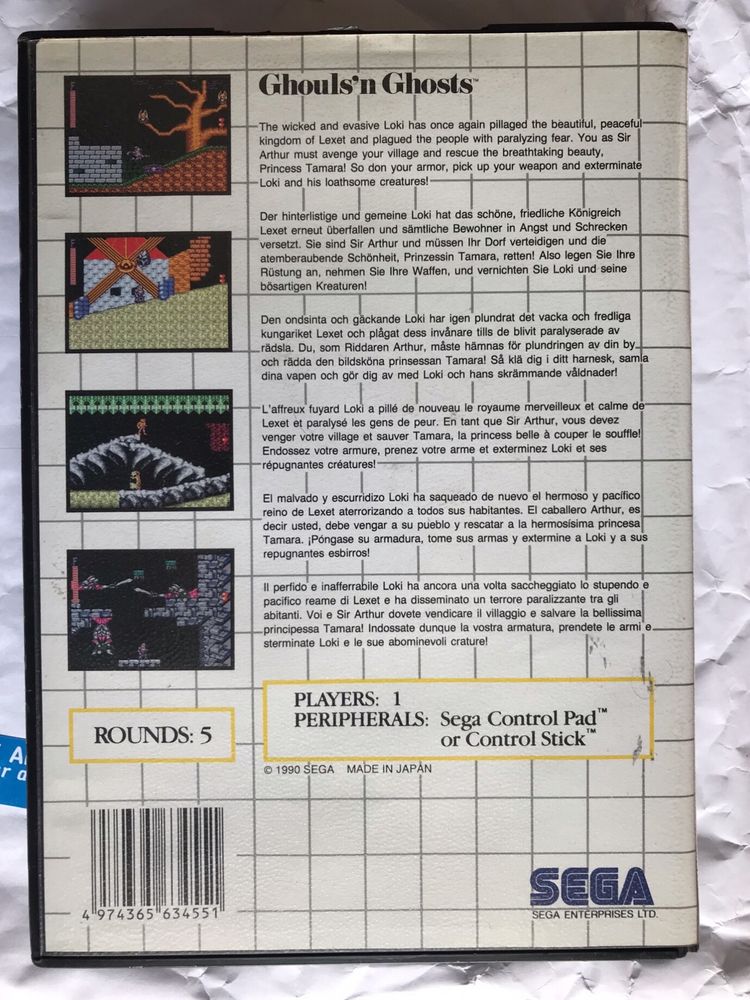 Ghouls'n Ghosts™
The wicked and evasive Loki has once again pillaged the beautiful, peaceful
kingdom of Lexet and plagued the people with paralyzing fear. You as Sir
Arthur must avenge your village and rescue the breathtaking beauty,
Princess Tamara! So don your armor, pick up your weapon and exterminate
Loki and his loathsome creatures!
Der hinterlistige und gemeine Loki hat das schöne, friedliche Königreich
Lexet erneut überfallen und sämtliche Bewohner in Angst und Schrecken
versetzt. Sie sind Sir Arthur und müssen Ihr Dorf verteidigen und die
atemberaubende Schönheit, Prinzessin Tamara, retten! Also legen Sie Ihre
Rüstung an, nehmen Sie Ihre Waffen, und vernichten Sie Loki und seine
bösartigen Kreaturen!
Den ondsinta och gäckande Loki har igen plundrat det vacka och fredliga
kungariket Lexet och plågat dess invånare tills de blivit paralyserade av
rädsla. Du, som Riddaren Arthur, måste hämnas för plundringen av din by
och rädda den bildsköna prinsessan Tamara! Så klä dig i ditt harnesk, samla
dina vapen och gör dig av med Loki och hans skrämmande våldnader!
L'affreux fuyard Loki a pillé de nouveau le royaume merveilleux et calme de
Lexet et paralysé les gens de peur. En tant que Sir Arthur, vous devez
venger votre village et sauver Tamara, la princess belle à couper le souffle!
Endossez votre armure, prenez votre arme et exterminez Loki et ses
répugnantes créatures!
El malvado y escurridizo Loki ha saqueado de nuevo el hermoso y pacífico
reino de Lexet aterrorizando a todos sus habitantes. El caballero Arthur, es
decir usted, debe vengar a su pueblo y rescatar a la hermosísima princesa
Tamara. ¡Póngase su armadura, tome sus armas y extermine a Loki y a sus
repugnantes esbirros!
Il perfido e inafferrabile Loki ha ancora una volta saccheggiato lo stupendo e
pacifico reame di Lexet e ha disseminato un terrore paralizzante tra gli
abitanti. Voi e Sir Arthur dovete vendicare il villaggio e salvare la bellissima
principessa Tamara! Indossate dunque la vostra armatura, prendete le armi e
sterminate Loki e le sue abominevoli crature!
ROUNDS: 5
PLAYERS: 1
PERIPHERALS: Sega Control Pad™
or Control Stick™
© 1990 SEGA MADE IN JAPAN
4 974365 634551
SEGA
SEGA ENTERPRISES LTD.